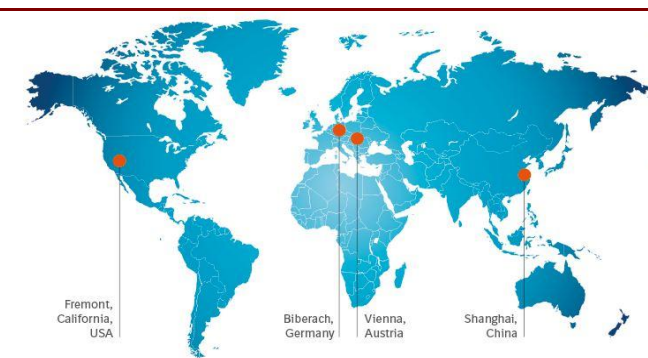 Fremont,
California,
USA
Biberach,
Germany
Vienna,
Austria
Shanghai,
China